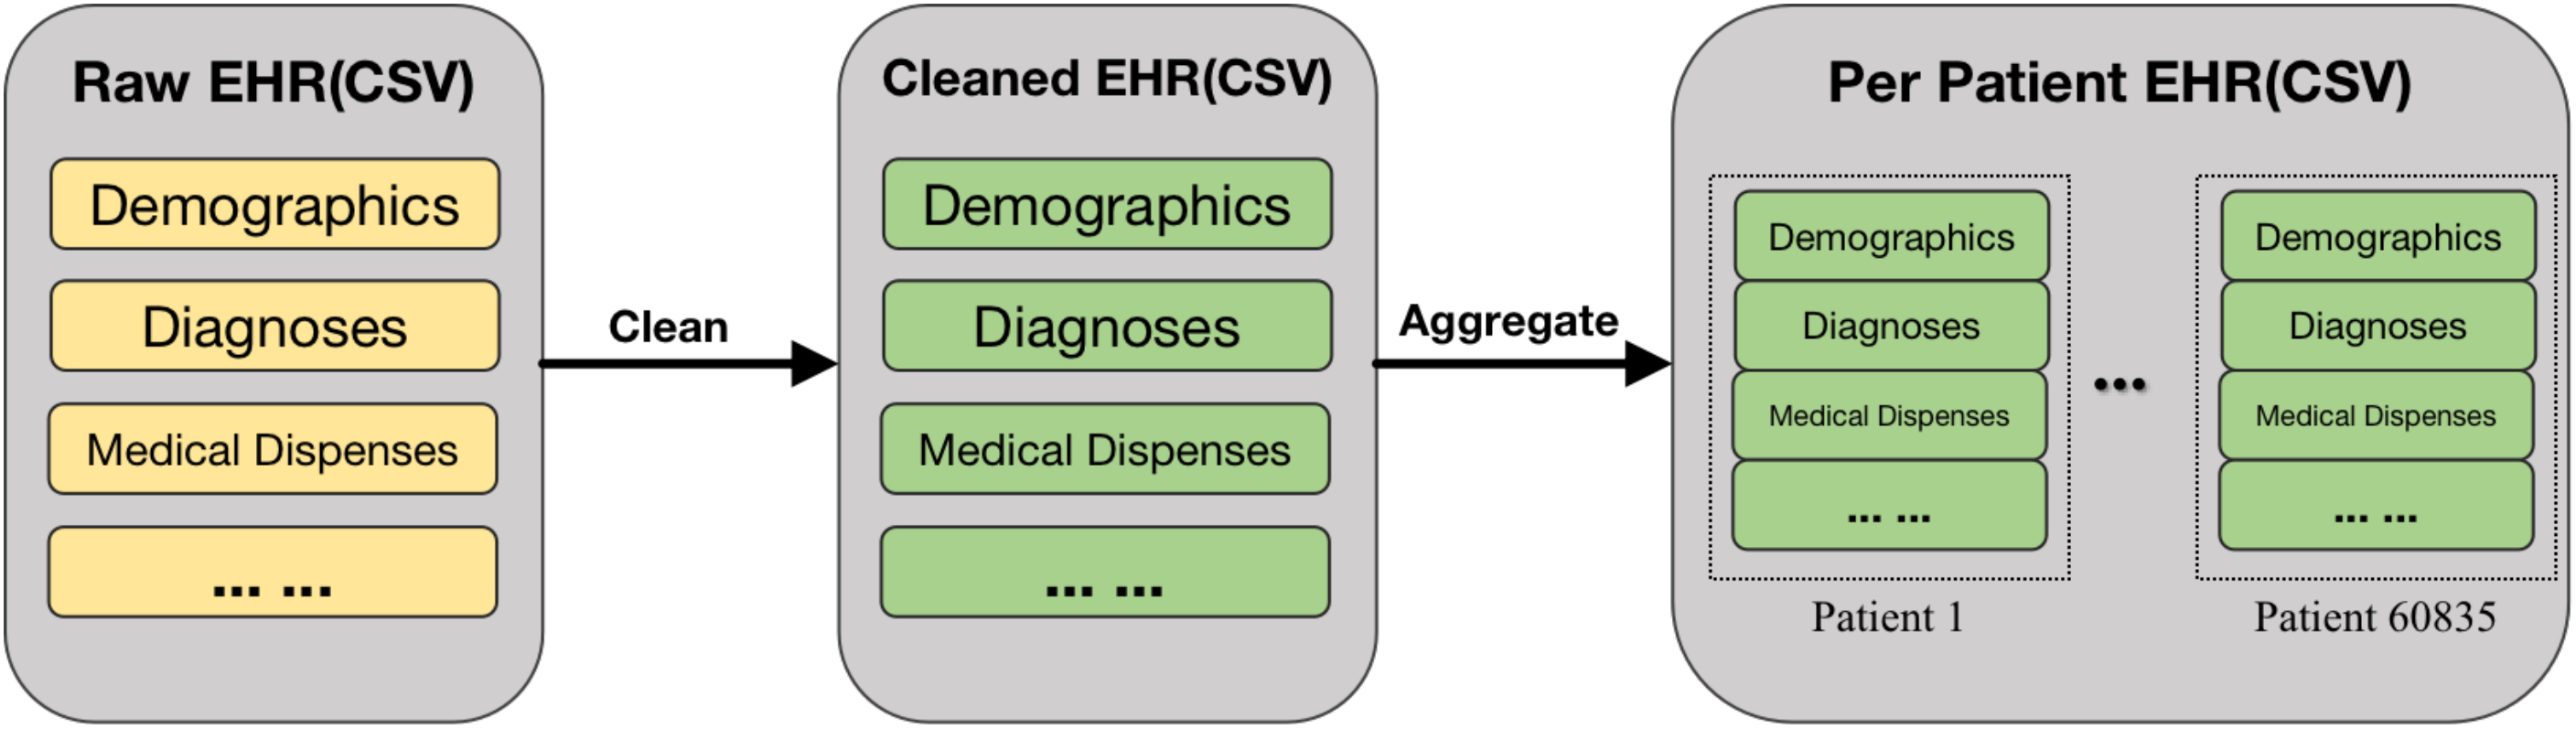 Raw EHR(CSV)
Demographics
Diagnoses
Medical Dispenses
... ...
Clean
Cleaned EHR(CSV)
Demographics
Diagnoses
Medical Dispenses
... ...
Aggregate
Per Patient EHR(CSV)
Demographics
Diagnoses
Medical Dispenses
... ...
Patient 1
...
Demographics
Diagnoses
Medical Dispenses
... ...
Patient 60835